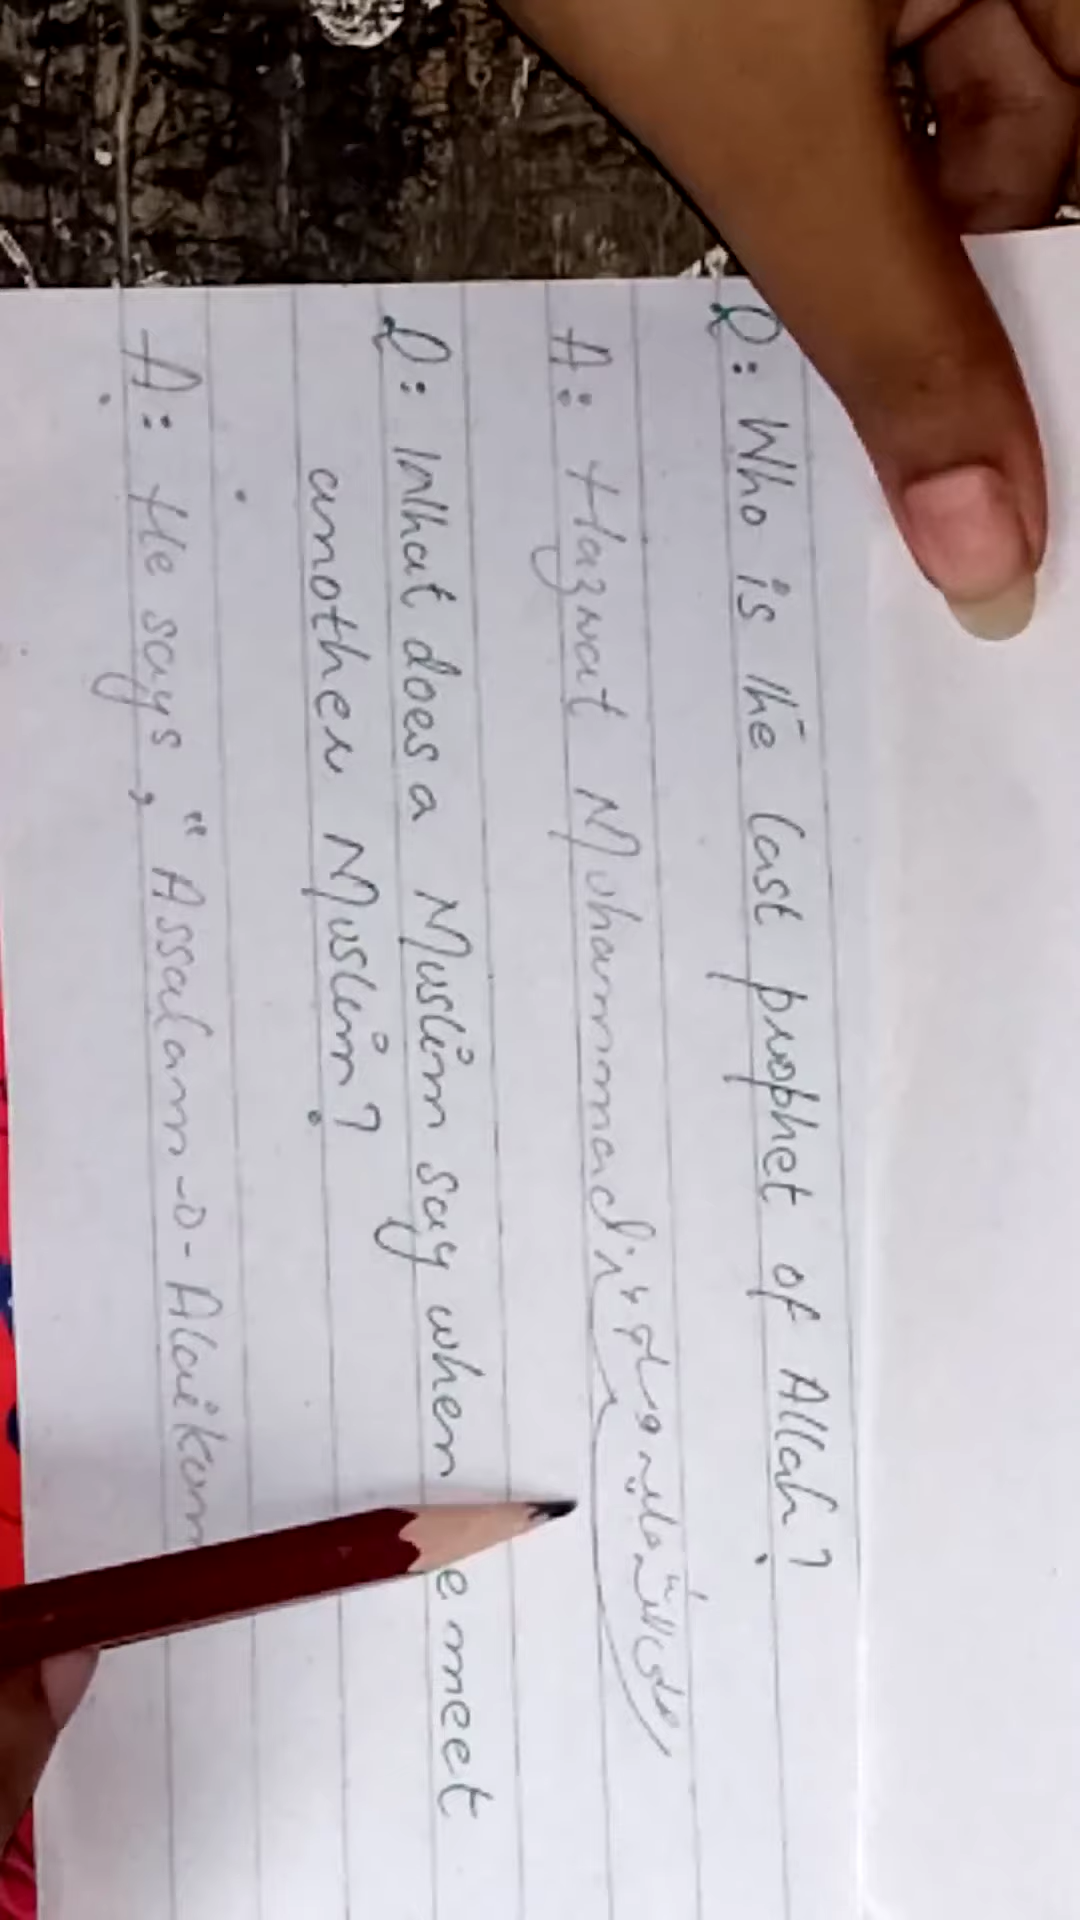 Q: Who is the last prophet of Allah?
A: Hazrat Muhammad
Q: What does a Muslim say when e meet
another Muslim?
A: He says, "Assalam-o-Alaikum